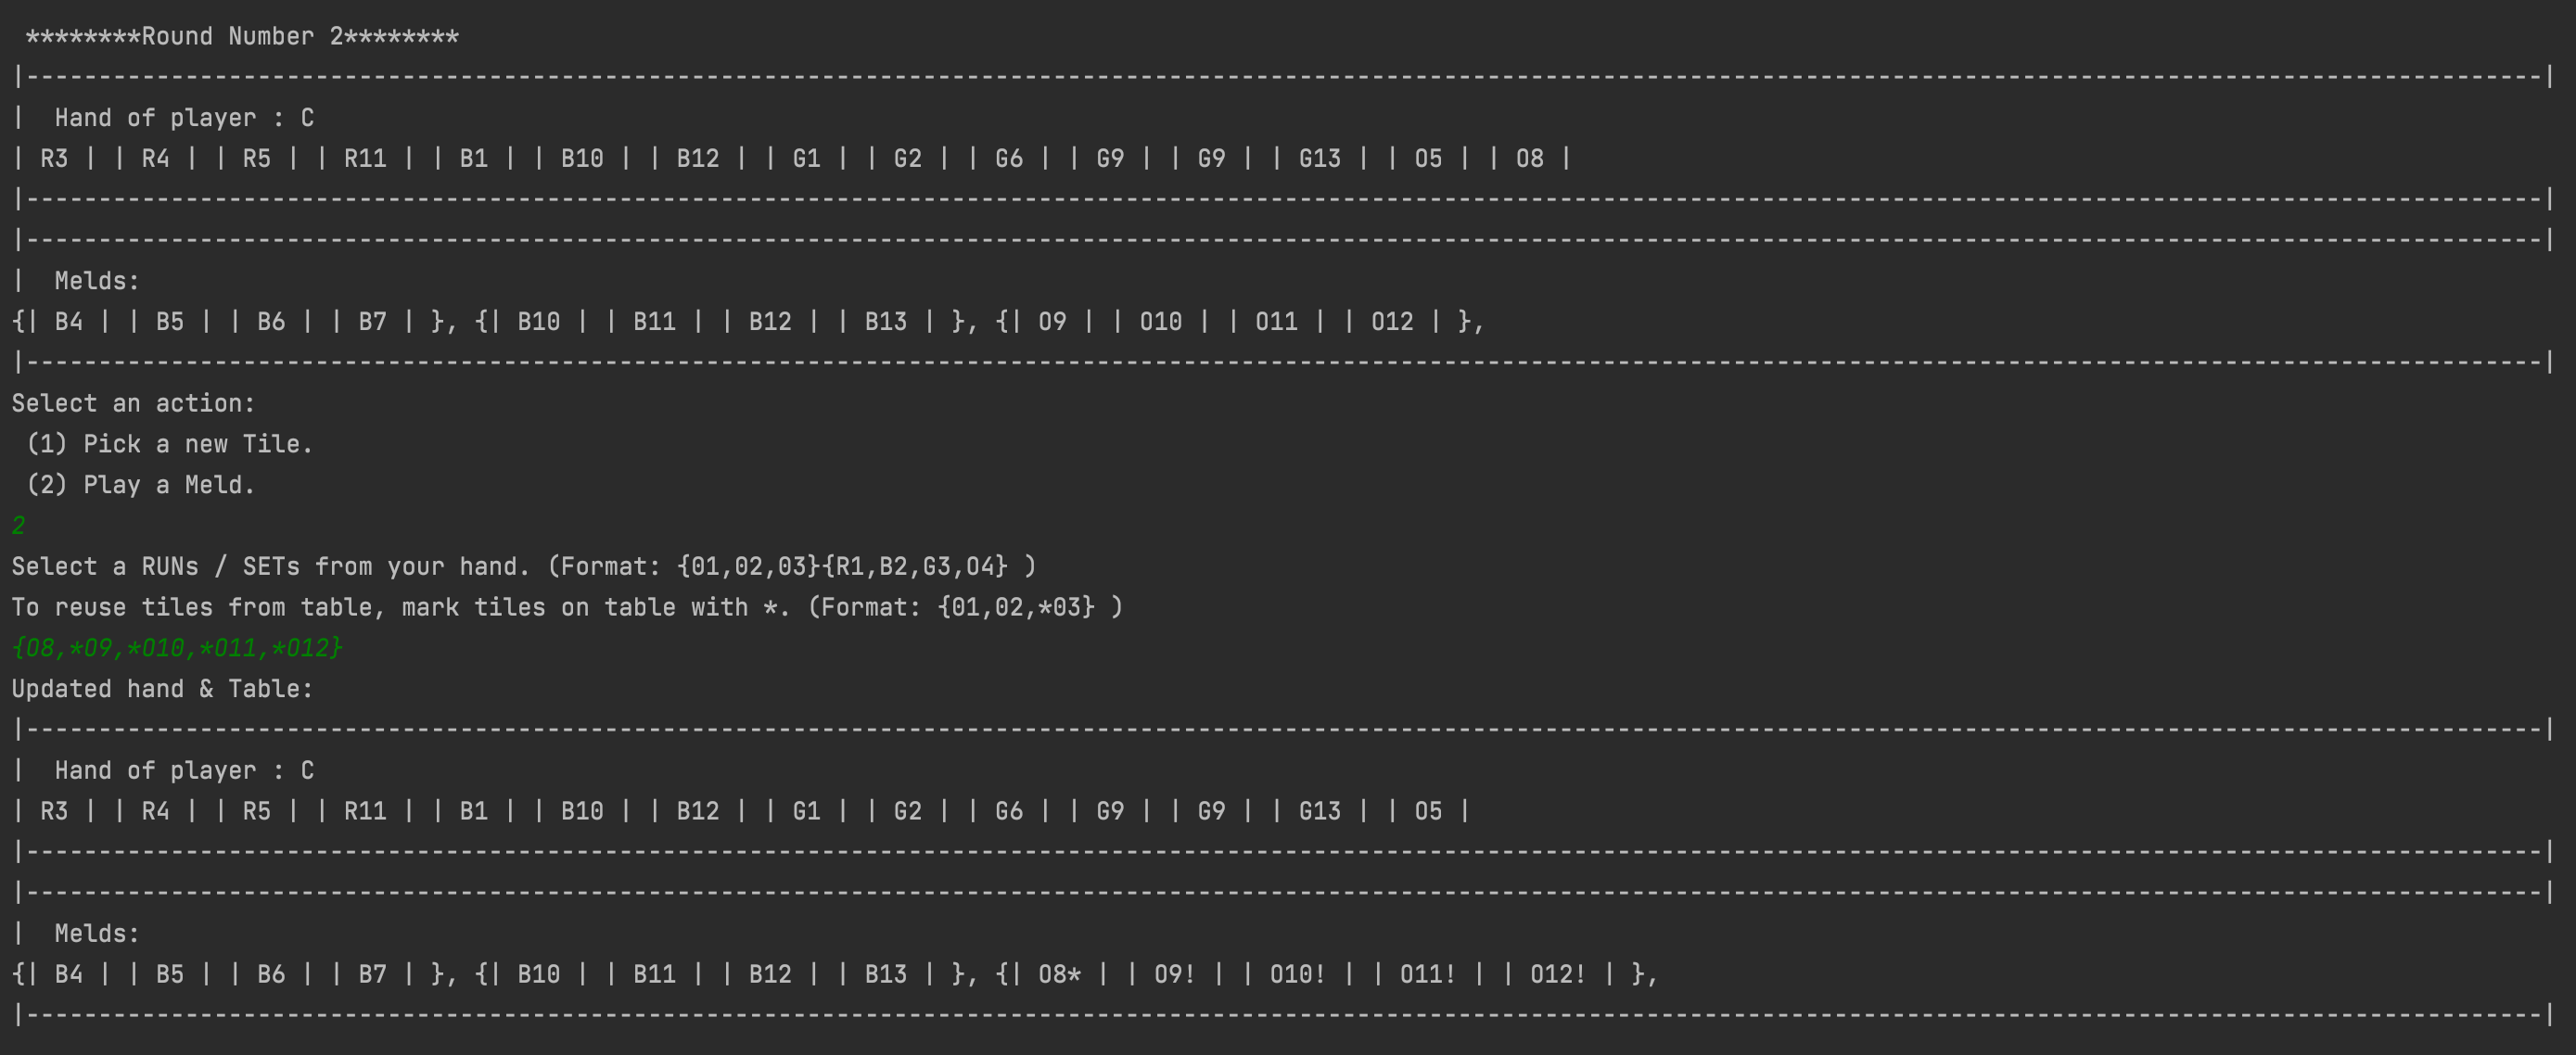 ********Round Number 2********
|------------------------------------------------------------------------------------------------------------------------------------------------------------------------------|
|  Hand of player : C
| R3 | | R4 | | R5 | | R11 | | B1 | | B10 | | B12 | | G1 | | G2 | | G6 | | G9 | | G9 | | G13 | | O5 | | O8 |
|------------------------------------------------------------------------------------------------------------------------------------------------------------------------------|
|------------------------------------------------------------------------------------------------------------------------------------------------------------------------------|
|  Melds:
{| B4 | | B5 | | B6 | | B7 | }, {| B10 | | B11 | | B12 | | B13 | }, {| O9 | | O10 | | O11 | | O12 | },
|------------------------------------------------------------------------------------------------------------------------------------------------------------------------------|
Select an action:
 (1) Pick a new Tile.
 (2) Play a Meld.
2
Select a RUNs / SETs from your hand. (Format: {O1,O2,O3}{R1,B2,G3,O4} )
To reuse tiles from table, mark tiles on table with *. (Format: {O1,O2,*O3} )
{O8,*O9,*O10,*O11,*O12}
Updated hand & Table:
|------------------------------------------------------------------------------------------------------------------------------------------------------------------------------|
|  Hand of player : C
| R3 | | R4 | | R5 | | R11 | | B1 | | B10 | | B12 | | G1 | | G2 | | G6 | | G9 | | G9 | | G13 | | O5 |
|------------------------------------------------------------------------------------------------------------------------------------------------------------------------------|
|------------------------------------------------------------------------------------------------------------------------------------------------------------------------------|
|  Melds:
{| B4 | | B5 | | B6 | | B7 | }, {| B10 | | B11 | | B12 | | B13 | }, {| O8* | | O9! | | O10! | | O11! | | O12! | },
|------------------------------------------------------------------------------------------------------------------------------------------------------------------------------|